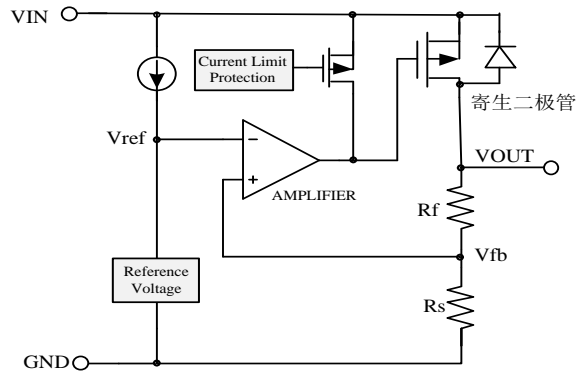 VIN
Current Limit
Protection
寄生二极管
Vref
−
+
AMPLIFIER
VOUT
Rf
Vfb
Reference
Voltage
Rs
GND